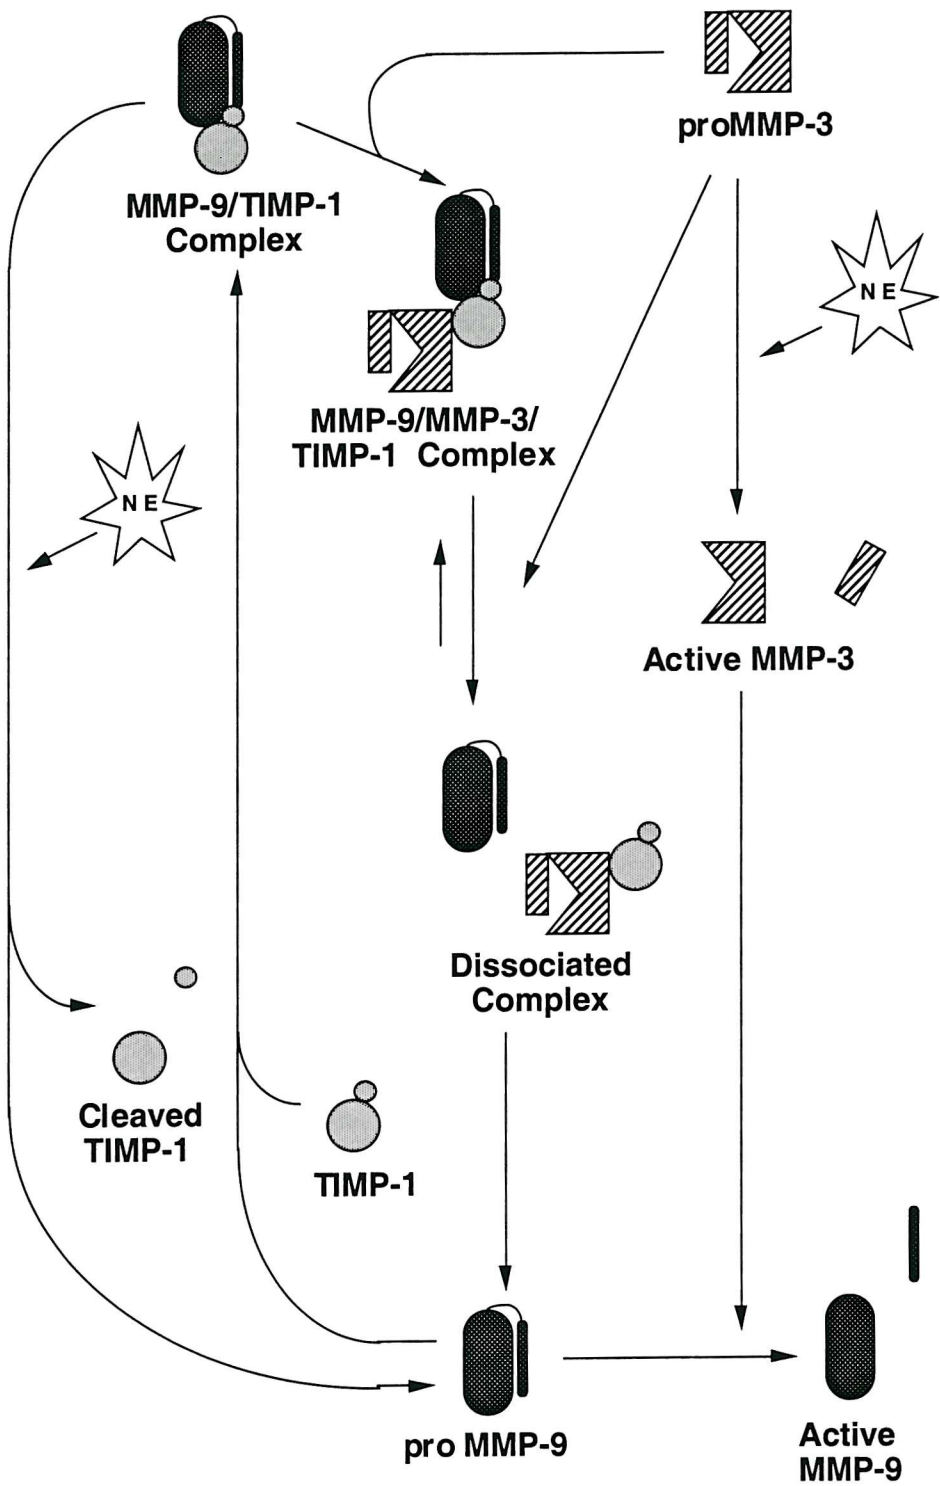 proMMP-3
MMP-9/TIMP-1
Complex
N E
MMP-9/MMP-3/
TIMP-1 Complex
N E
Active MMP-3
Dissociated
Complex
Cleaved
TIMP-1
TIMP-1
pro MMP-9
Active
MMP-9